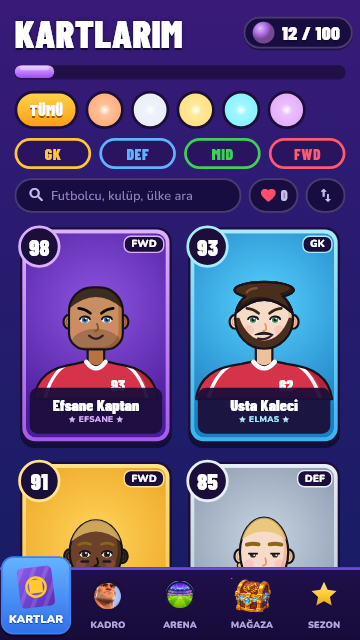 KARTLARIM
12 / 100
TÜMÜ
GK
DEF
MID
FWD
Futbolcu, kulüp, ülke ara
0
98
FWD
93
Efsane Kaptan
★ EFSANE ★
93
GK
62
Usta Kaleci
★ ELMAS ★
91
FWD
85
DEF
KARTLAR
KADRO
ARENA
MAĞAZA
SEZON